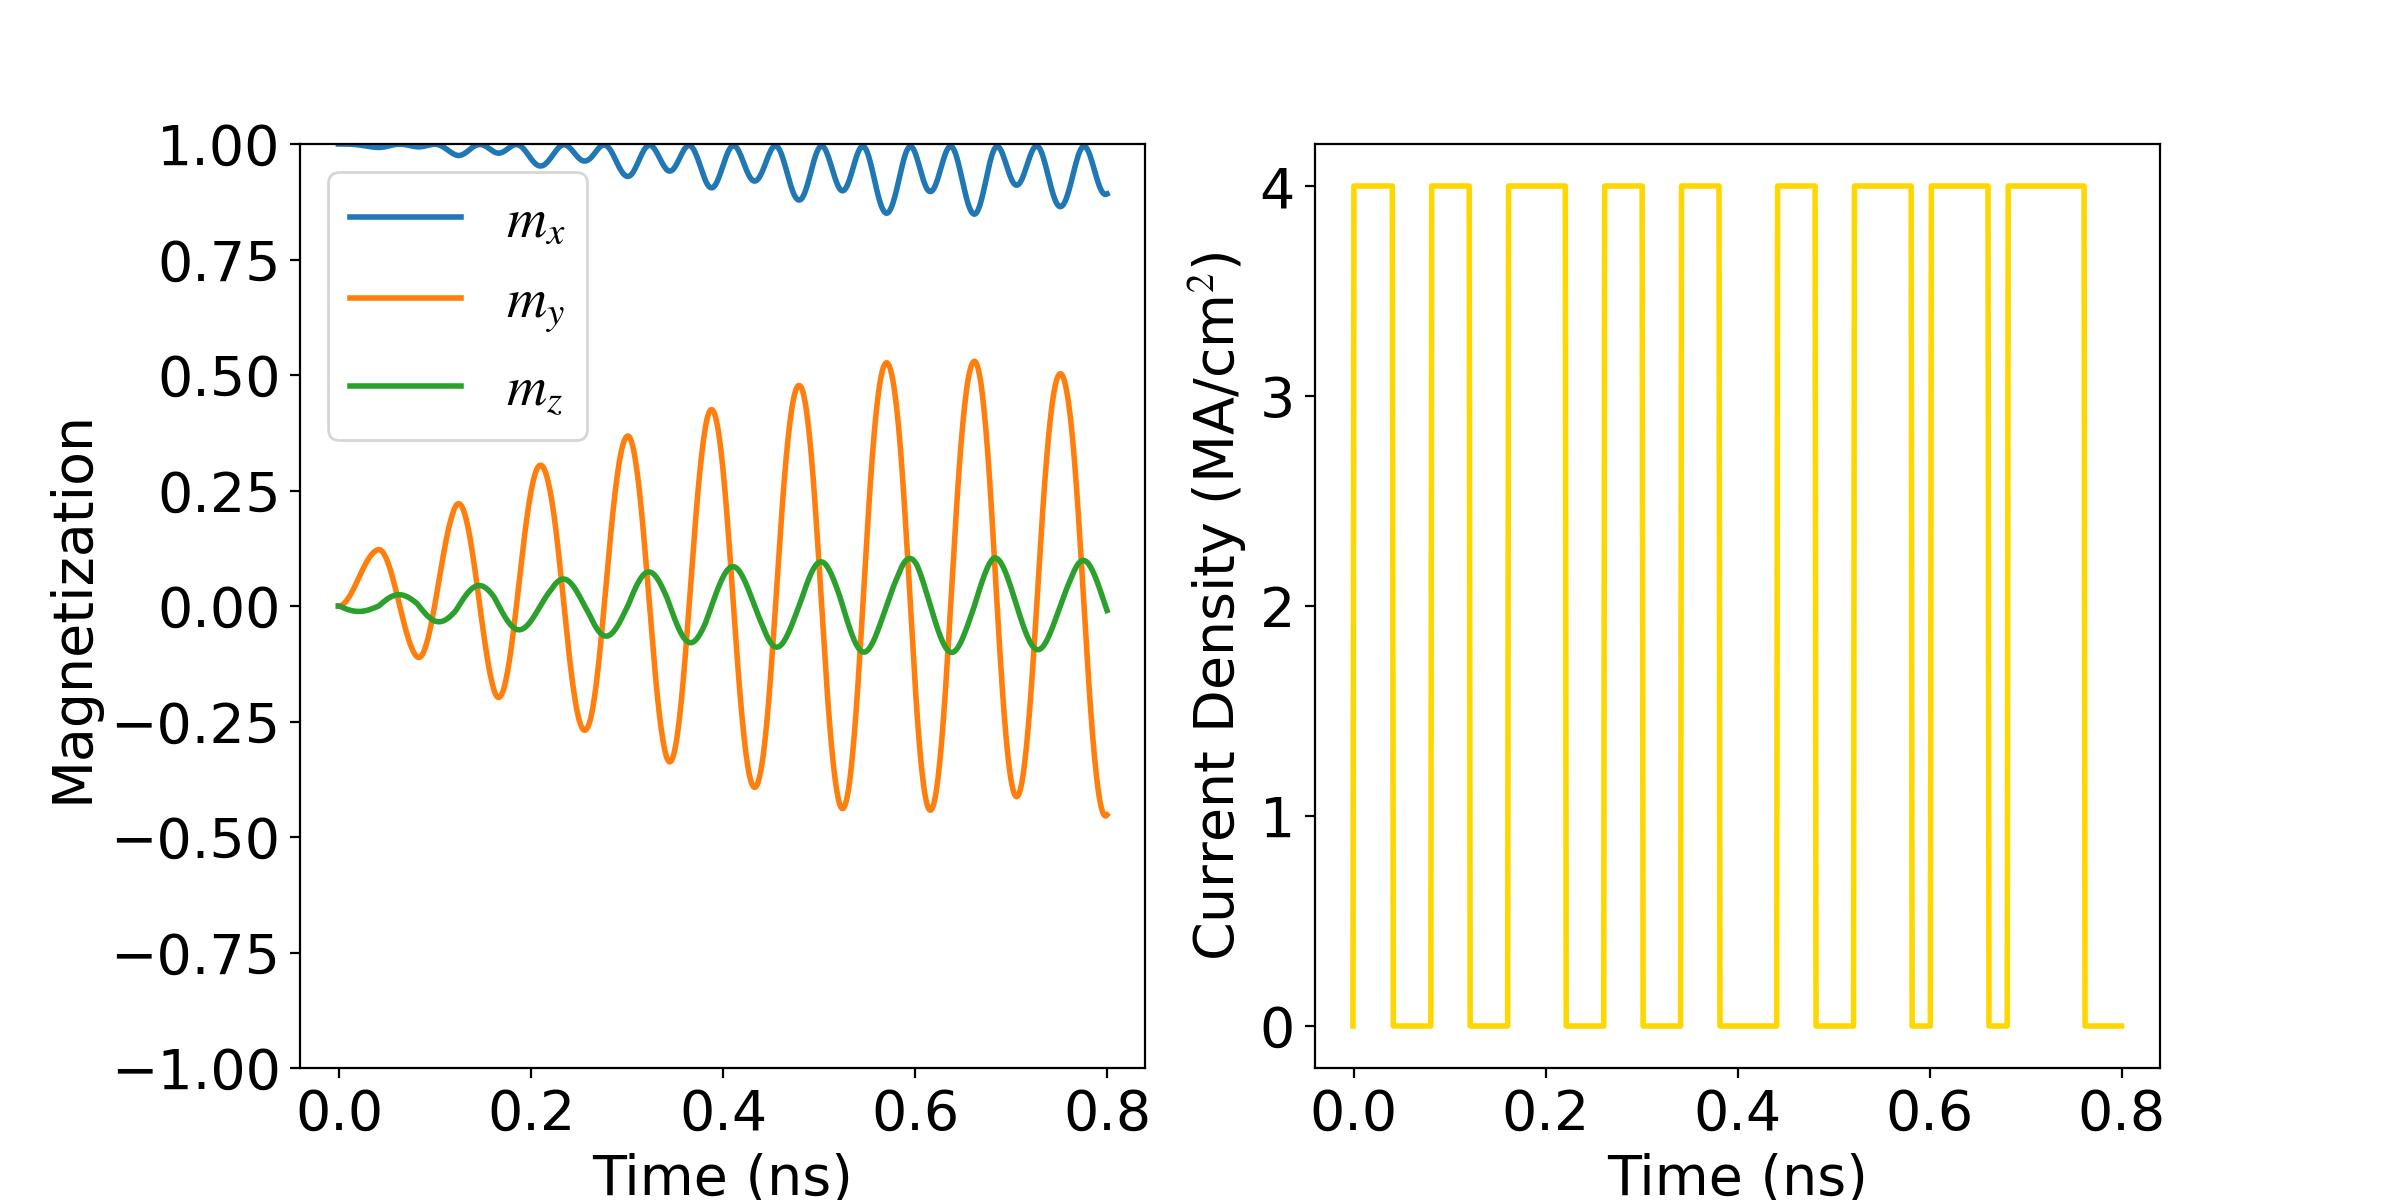 Magnetization
1.00
0.75
0.50
0.25
0.00
−0.25
−0.50
−0.75
−1.00
m_x
m_y
m_z
0.0 0.2 0.4 0.6 0.8
Time (ns)
Current Density (MA/cm²)
4
3
2
1
0
0.0 0.2 0.4 0.6 0.8
Time (ns)